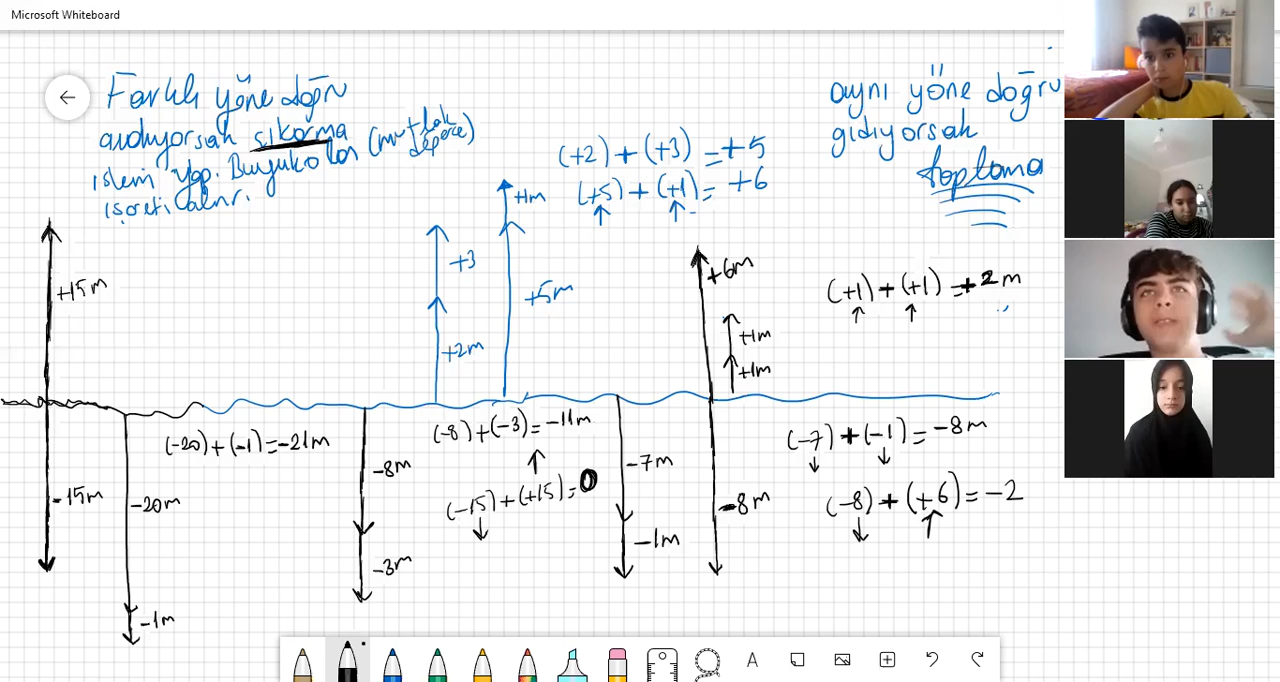 Microsoft Whiteboard
Farklı yöne doğru
gidiyorsak çıkarma (mutlak değerce)
işlemi yap. Büyük olan
işareti alınır.
aynı yöne doğru
gidiyorsak
toplama
(+2) + (+3) = +5
(+5) + (+1) = +6
+1m
+3
+5m
+2m
+15m
+6m
(+1) + (+1) = +2m
+1m
+1m
(-20) + (-1) = -21m
(-8) + (-3) = -11m
(-7) + (-1) = -8m
-15m
-20m
-8m
(-15) + (+15) = 0
-7m
-8m
(-8) + (+6) = -2
-3m
-1m
-1m
A